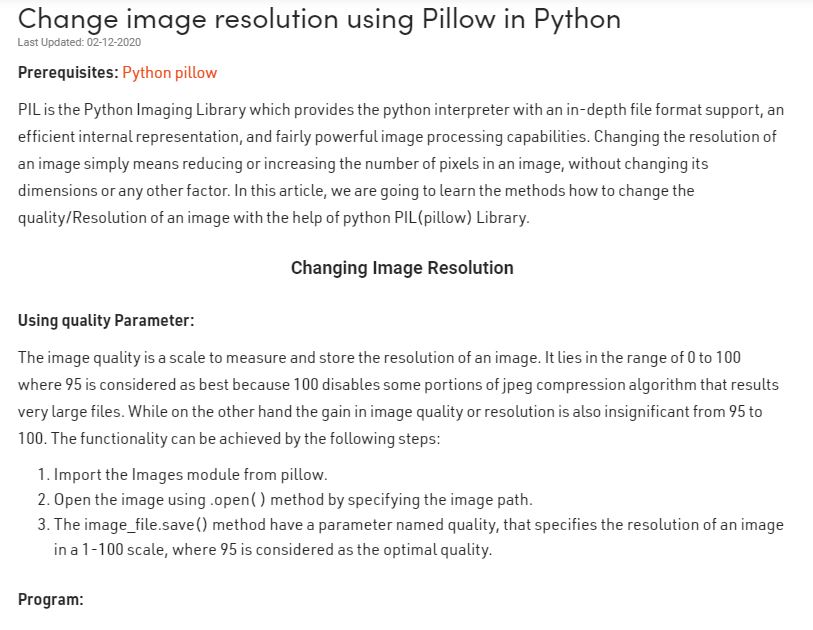 Change image resolution using Pillow in Python
Last Updated: 02-12-2020
Prerequisites: Python pillow
PIL is the Python Imaging Library which provides the python interpreter with an in-depth file format support, an
efficient internal representation, and fairly powerful image processing capabilities. Changing the resolution of
an image simply means reducing or increasing the number of pixels in an image, without changing its
dimensions or any other factor. In this article, we are going to learn the methods how to change the
quality/Resolution of an image with the help of python PIL(pillow) Library.
Changing Image Resolution
Using quality Parameter:
The image quality is a scale to measure and store the resolution of an image. It lies in the range of 0 to 100
where 95 is considered as best because 100 disables some portions of jpeg compression algorithm that results
very large files. While on the other hand the gain in image quality or resolution is also insignificant from 95 to
100. The functionality can be achieved by the following steps:
1. Import the Images module from pillow.
2. Open the image using .open( ) method by specifying the image path.
3. The image_file.save() method have a parameter named quality, that specifies the resolution of an image
in a 1-100 scale, where 95 is considered as the optimal quality.
Program: